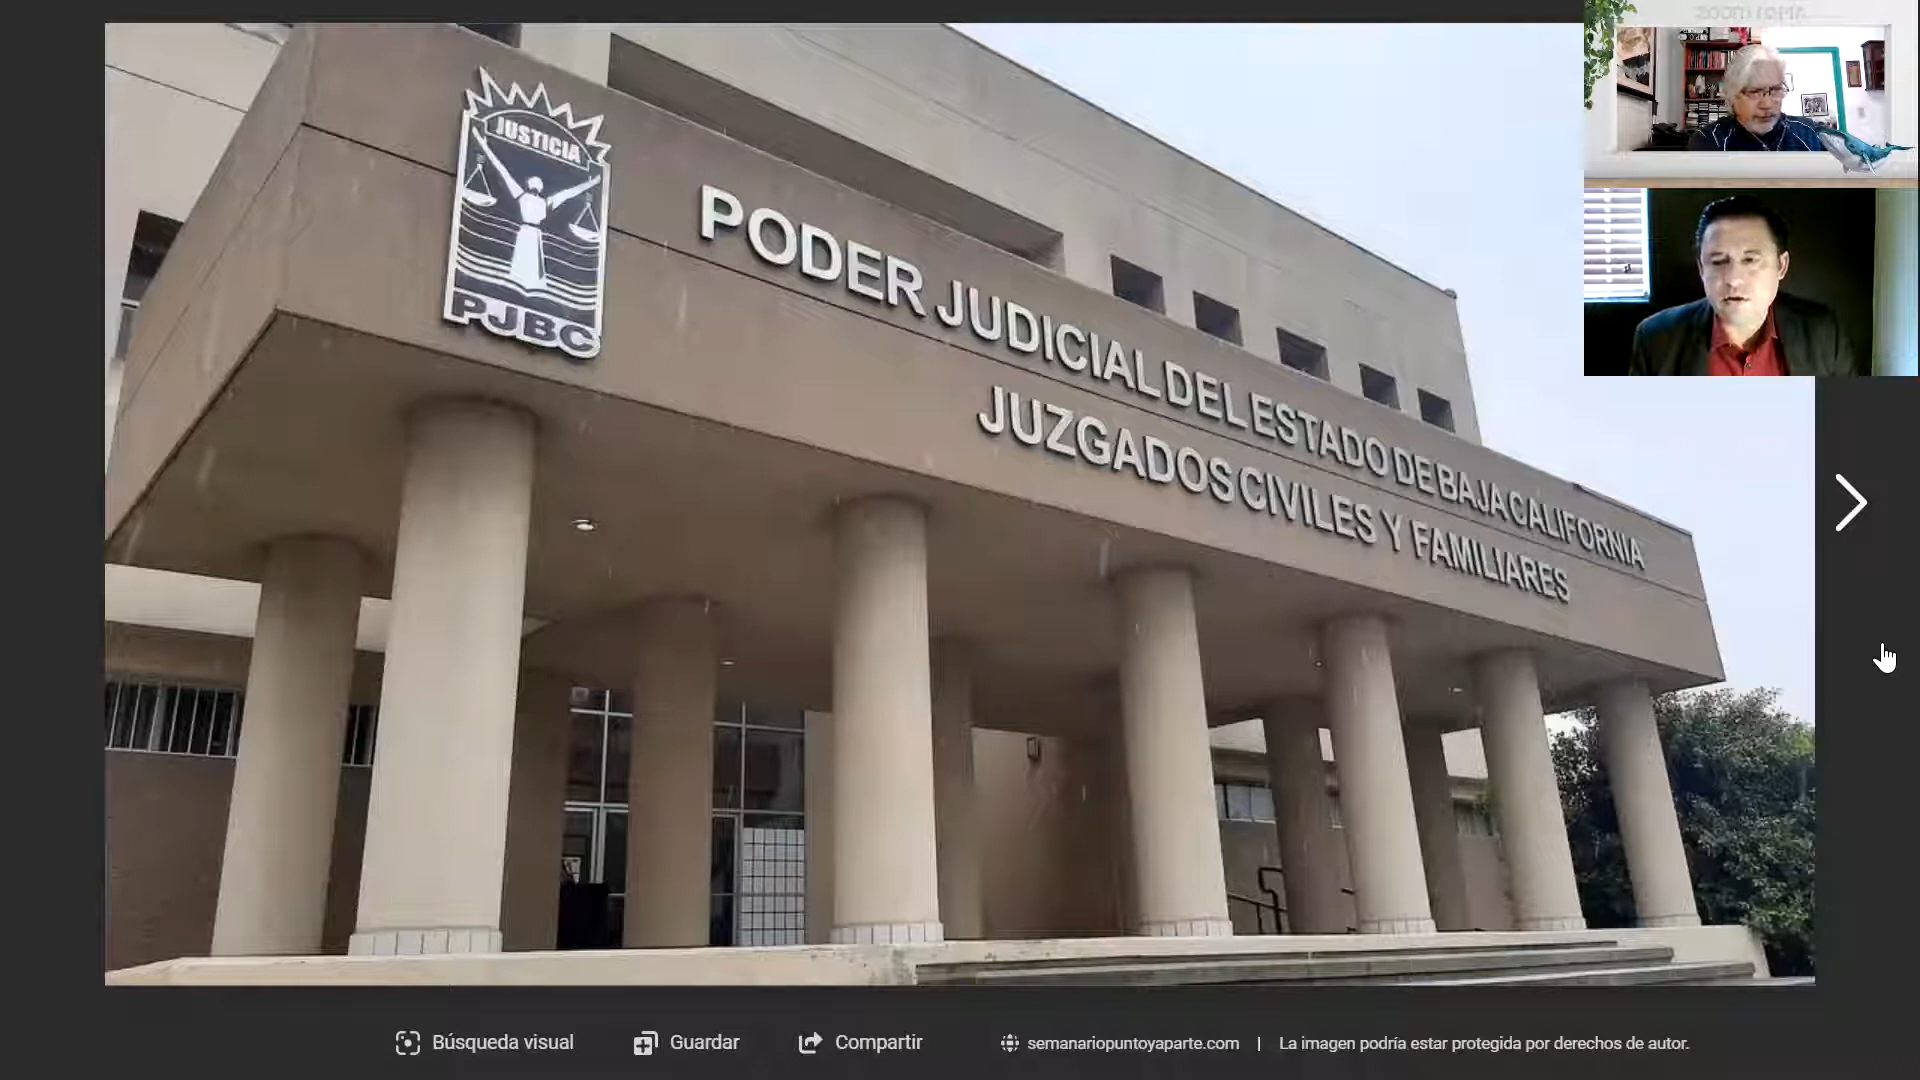 JUSTICIA
PJBC
PODER JUDICIAL DEL ESTADO DE BAJA CALIFORNIA
JUZGADOS CIVILES Y FAMILIARES
Búsqueda visual
Guardar
Compartir
semanariopuntoyaparte.com | La imagen podría estar protegida por derechos de autor.